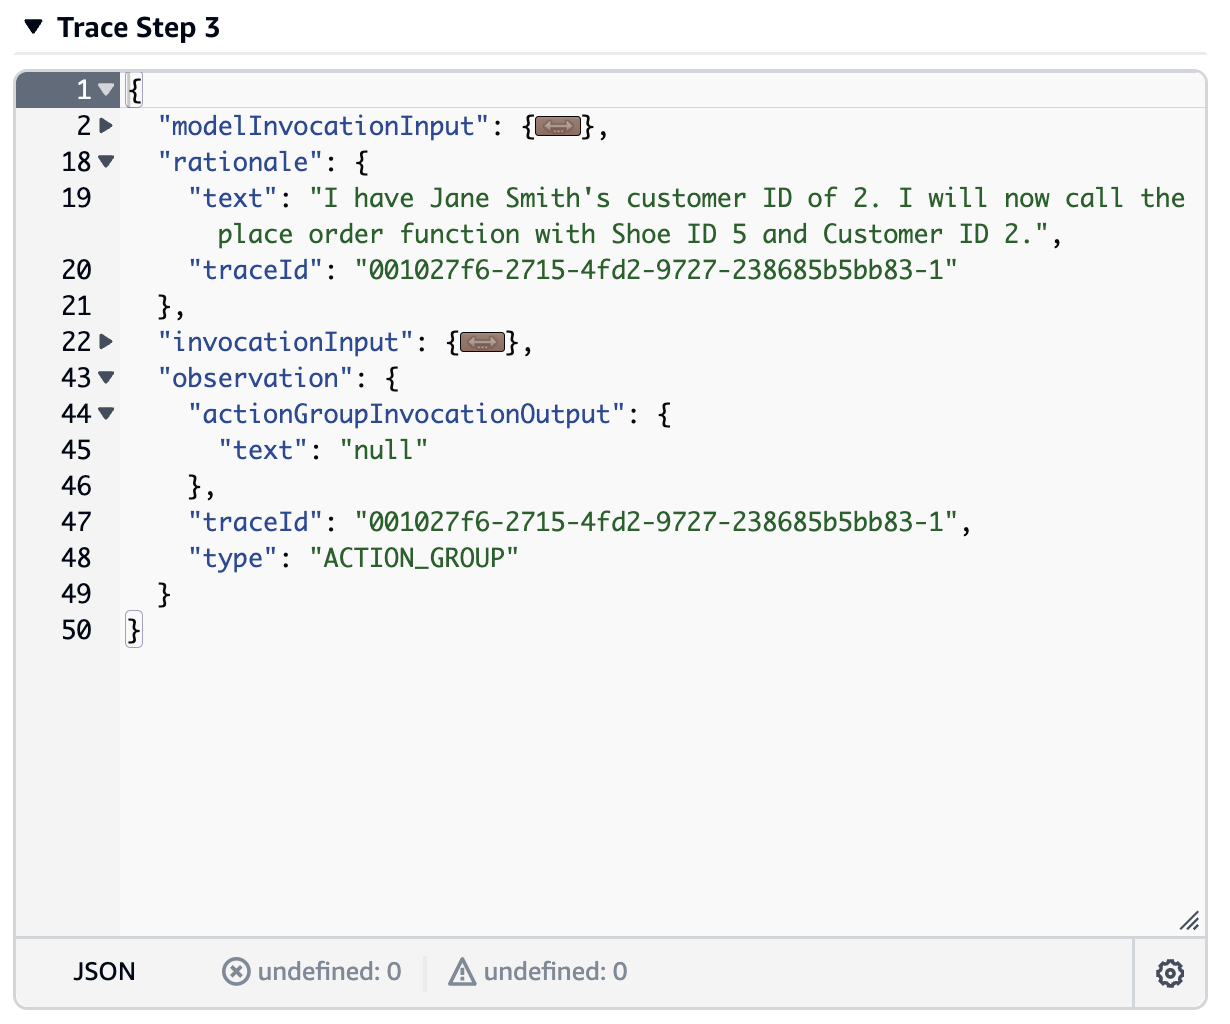 Trace Step 3
1 {
2 "modelInvocationInput": {},
18 "rationale": {
19 "text": "I have Jane Smith's customer ID of 2. I will now call the
place order function with Shoe ID 5 and Customer ID 2.",
20 "traceId": "001027f6-2715-4fd2-9727-238685b5bb83-1"
21 },
22 "invocationInput": {},
43 "observation": {
44 "actionGroupInvocationOutput": {
45 "text": "null"
46 },
47 "traceId": "001027f6-2715-4fd2-9727-238685b5bb83-1",
48 "type": "ACTION_GROUP"
49 }
50 }
JSON undefined: 0 undefined: 0